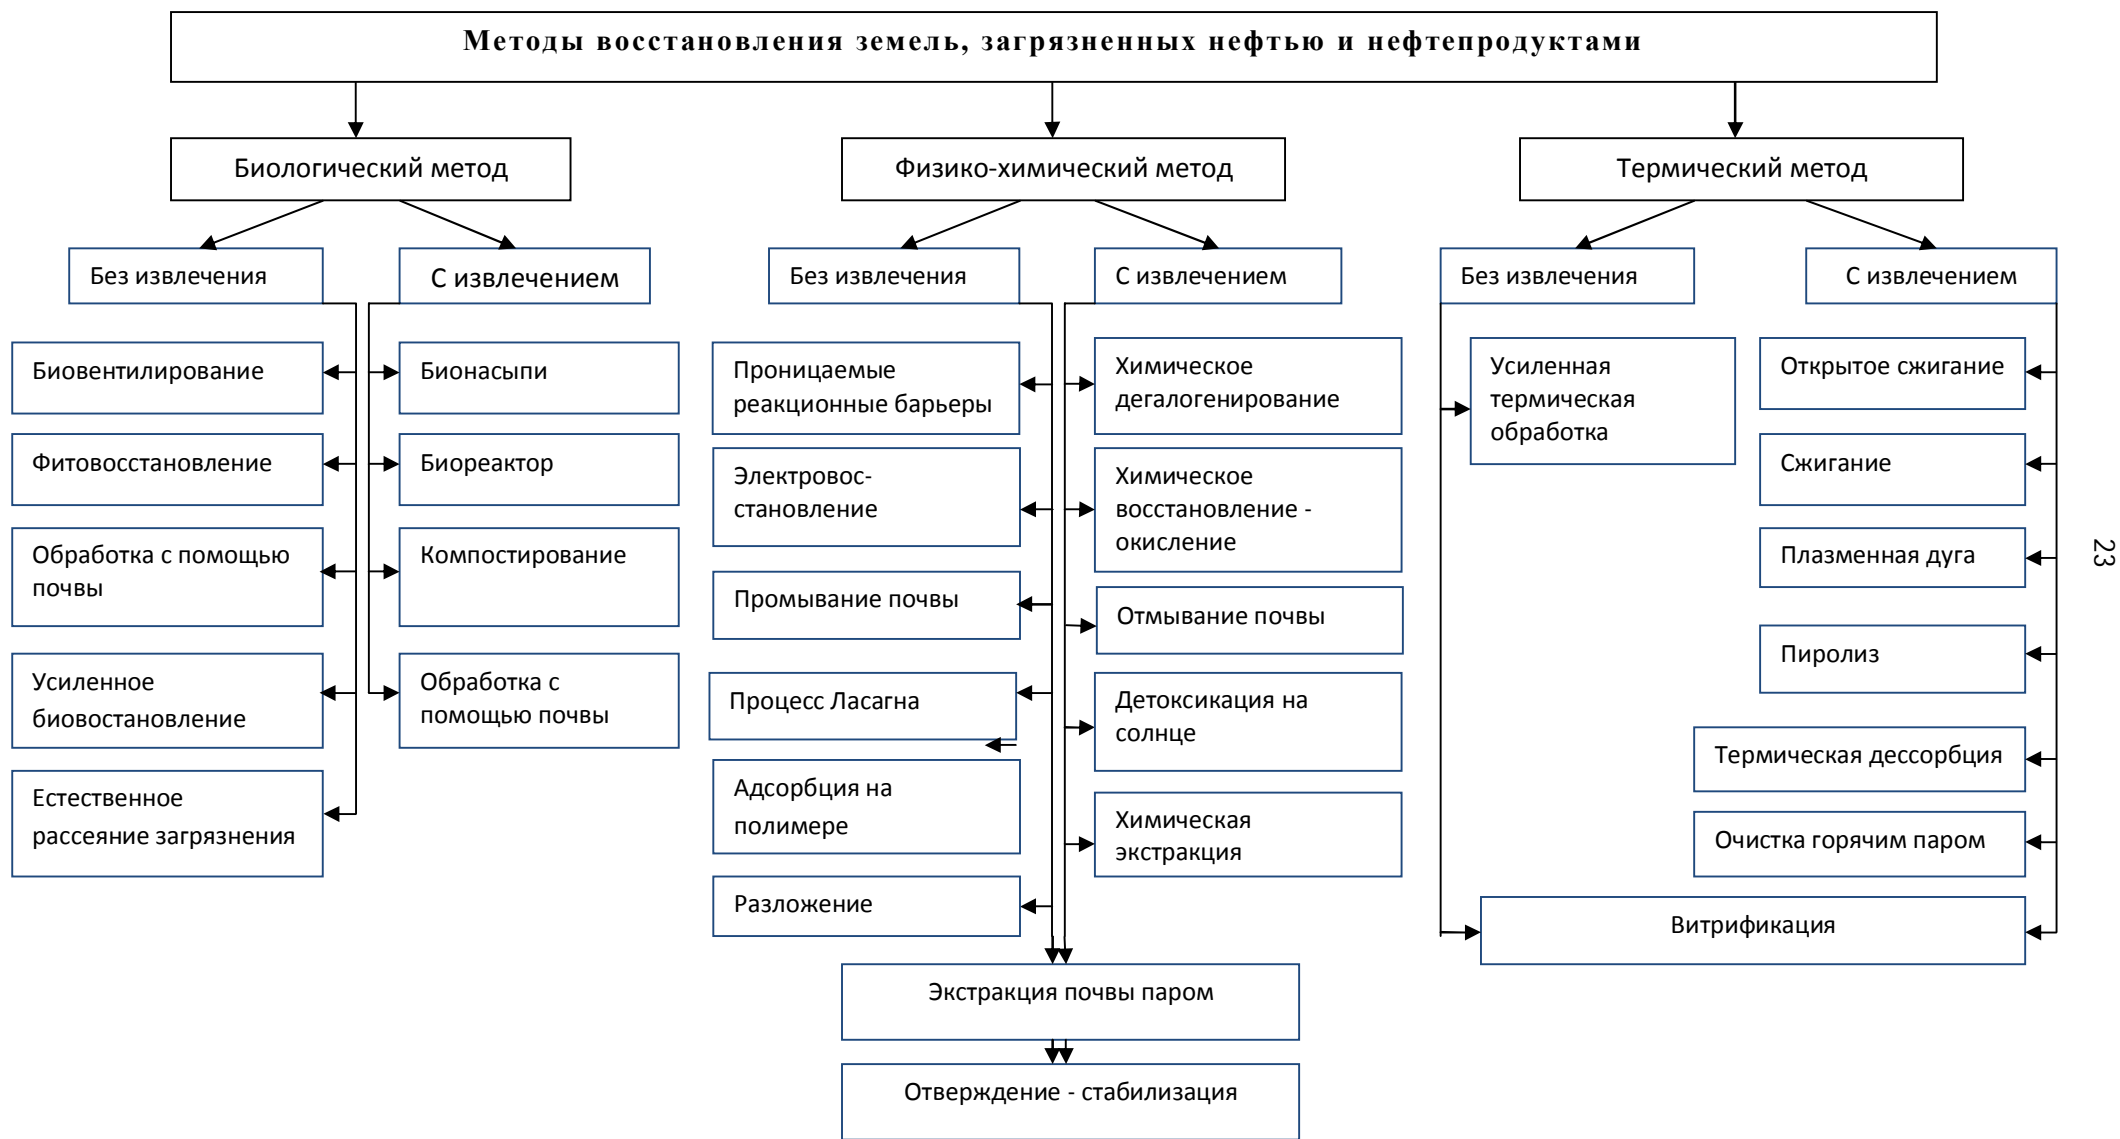 Методы восстановления земель, загрязненных нефтью и нефтепродуктами
Биологический метод
Физико-химический метод
Термический метод
Без извлечения
С извлечением
Без извлечения
С извлечением
Без извлечения
С извлечением
Биовентилирование
Фитовосстановление
Обработка с помощью
почвы
Усиленное
биовостановление
Естественное
рассеяние загрязнения
Бионасыпи
Биореактор
Компостирование
Обработка с
помощью почвы
Проницаемые
реакционные барьеры
Электровос-
становление
Промывание почвы
Процесс Ласагна
Адсорбция на
полимере
Разложение
Химическое
дегалогенирование
Химическое
восстановление -
окисление
Отмывание почвы
Детоксикация на
солнце
Химическая
экстракция
Экстракция почвы паром
Отверждение - стабилизация
Усиленная
термическая
обработка
Открытое сжигание
Сжигание
Плазменная дуга
Пиролиз
Термическая дессорбция
Очистка горячим паром
Витрификация
23